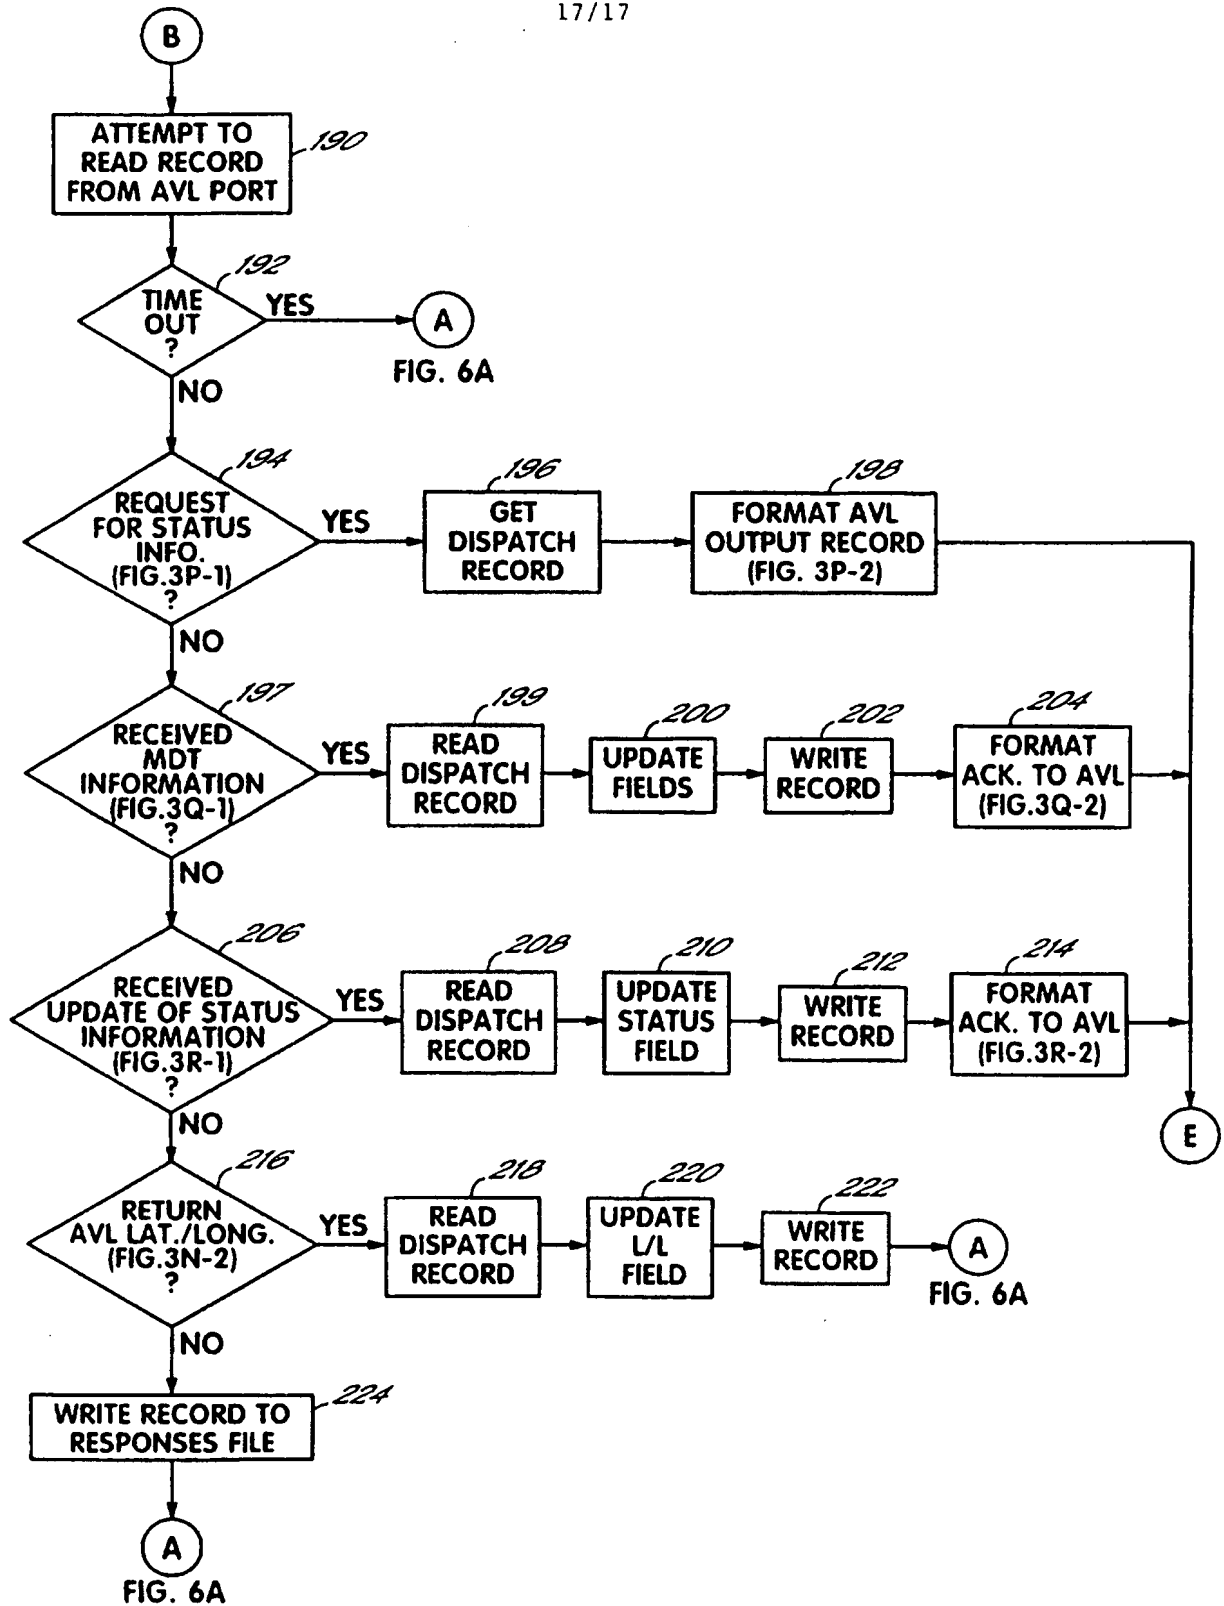 17/17
B
ATTEMPT TO
READ RECORD
FROM AVL PORT
190
192
TIME
OUT
?
YES
A
FIG. 6A
NO
194
REQUEST
FOR STATUS
INFO.
(FIG.3P-1)
?
YES
196
GET
DISPATCH
RECORD
198
FORMAT AVL
OUTPUT RECORD
(FIG. 3P-2)
NO
197
RECEIVED
MDT
INFORMATION
(FIG.3Q-1)
?
YES
199
READ
DISPATCH
RECORD
200
UPDATE
FIELDS
202
WRITE
RECORD
204
FORMAT
ACK. TO AVL
(FIG.3Q-2)
NO
206
RECEIVED
UPDATE OF STATUS
INFORMATION
(FIG.3R-1)
?
YES
208
READ
DISPATCH
RECORD
210
UPDATE
STATUS
FIELD
212
WRITE
RECORD
214
FORMAT
ACK. TO AVL
(FIG.3R-2)
E
NO
216
RETURN
AVL LAT./LONG.
(FIG.3N-2)
?
YES
218
READ
DISPATCH
RECORD
220
UPDATE
L/L
FIELD
222
WRITE
RECORD
A
FIG. 6A
NO
224
WRITE RECORD TO
RESPONSES FILE
A
FIG. 6A